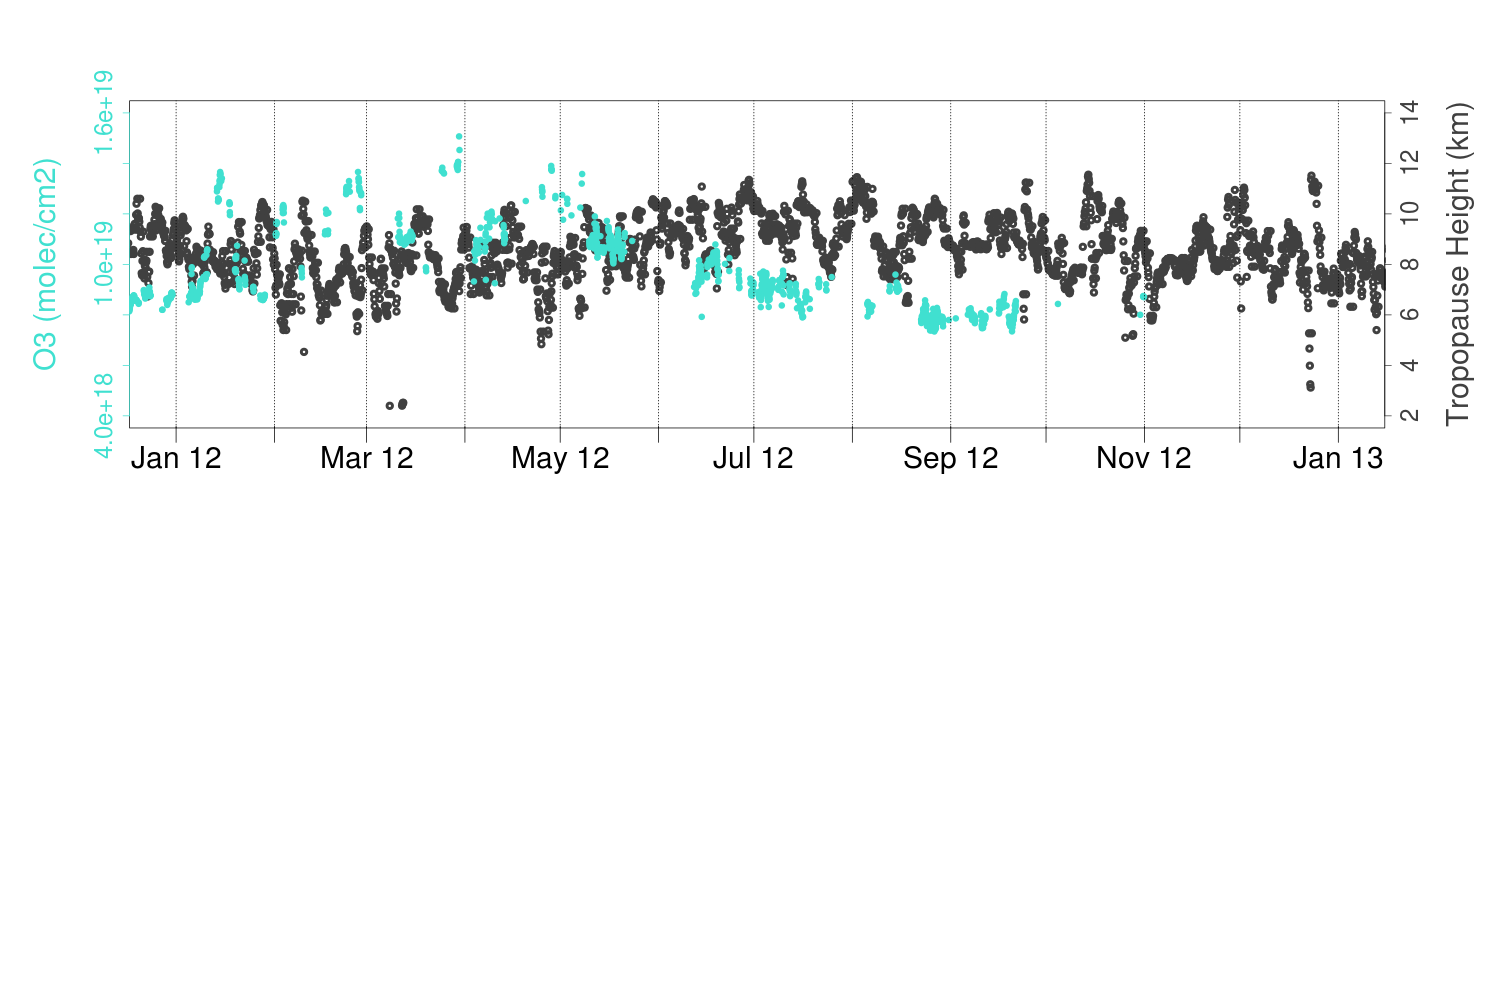 O3 (molec/cm2)
1.6e+19
1.0e+19
4.0e+18
14
12
10
8
6
4
2
Tropopause Height (km)
Jan 12
Mar 12
May 12
Jul 12
Sep 12
Nov 12
Jan 13